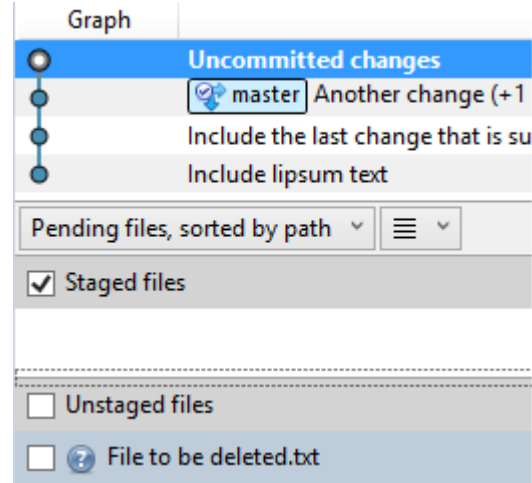 Graph
Uncommitted changes
master Another change (+1
Include the last change that is su
Include lipsum text
Pending files, sorted by path
Staged files
Unstaged files
File to be deleted.txt